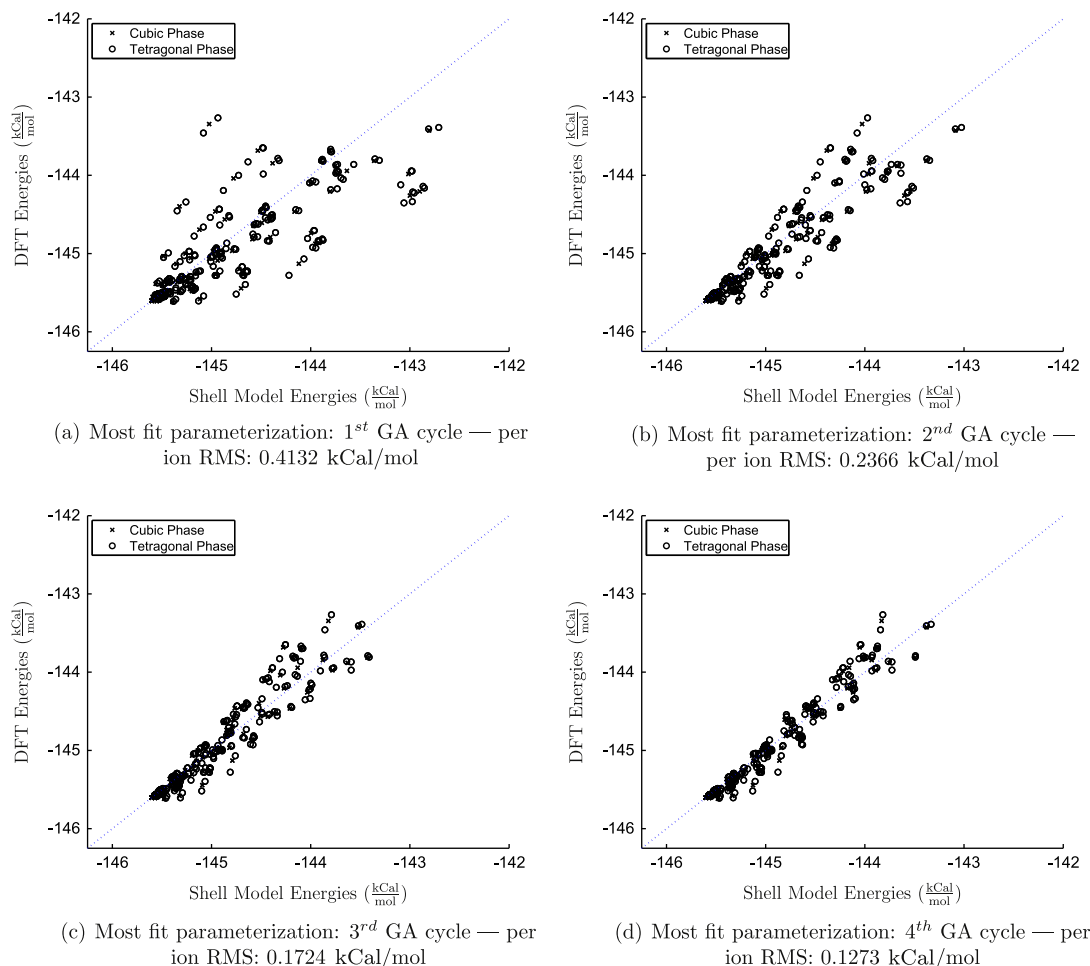 -142
-143
-144
-145
-146
DFT Energies (kCal/mol)
Cubic Phase
Tetragonal Phase
-146 -145 -144 -143 -142
Shell Model Energies (kCal/mol)
(a) Most fit parameterization: 1st GA cycle — per
ion RMS: 0.4132 kCal/mol
-142
-143
-144
-145
-146
DFT Energies (kCal/mol)
Cubic Phase
Tetragonal Phase
-146 -145 -144 -143 -142
Shell Model Energies (kCal/mol)
(b) Most fit parameterization: 2nd GA cycle —
per ion RMS: 0.2366 kCal/mol
-142
-143
-144
-145
-146
DFT Energies (kCal/mol)
Cubic Phase
Tetragonal Phase
-146 -145 -144 -143 -142
Shell Model Energies (kCal/mol)
(c) Most fit parameterization: 3rd GA cycle — per
ion RMS: 0.1724 kCal/mol
-142
-143
-144
-145
-146
DFT Energies (kCal/mol)
Cubic Phase
Tetragonal Phase
-146 -145 -144 -143 -142
Shell Model Energies (kCal/mol)
(d) Most fit parameterization: 4th GA cycle — per
ion RMS: 0.1273 kCal/mol